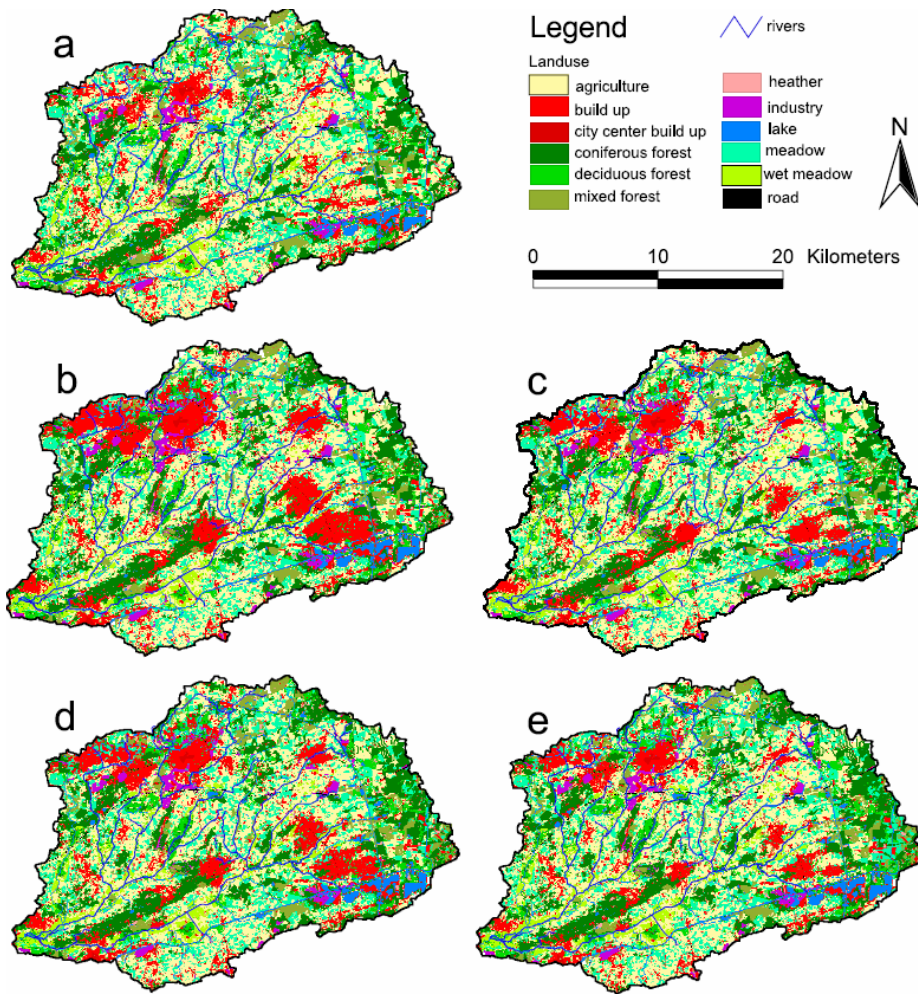 a
Legend
rivers
Landuse
agriculture
build up
city center build up
coniferous forest
deciduous forest
mixed forest
heather
industry
lake
meadow
wet meadow
road
N
0 10 20 Kilometers
b
c
d
e